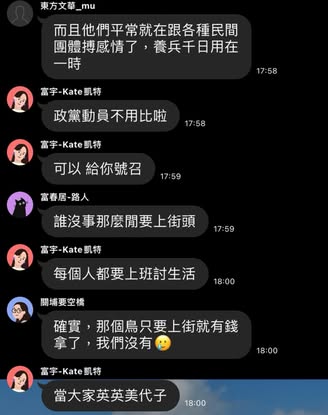 東方文華_mu
而且他們平常就在跟各種民間
團體搏感情了，養兵千日用在
一時
17:58
富宇-Kate凱特
政黨動員不用比啦
17:58
富宇-Kate凱特
可以 給你號召
17:59
富春居-路人
誰沒事那麼閒要上街頭
17:59
富宇-Kate凱特
每個人都要上班討生活
18:00
關埔要空橋
確實，那個鳥只要上街就有錢
拿了，我們沒有🥲
18:00
富宇-Kate凱特
當大家英英美代子
18:00